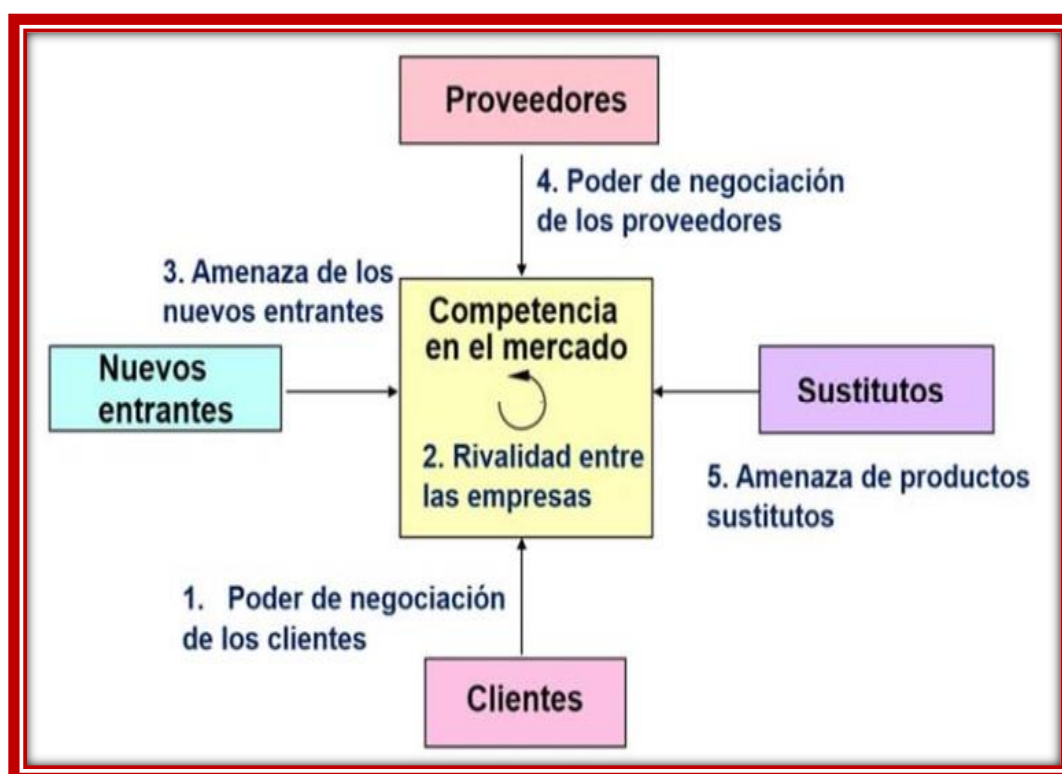 Proveedores
4. Poder de negociación
de los proveedores
3. Amenaza de los
nuevos entrantes
Competencia
en el mercado
Nuevos
entrantes
Sustitutos
2. Rivalidad entre
las empresas
5. Amenaza de productos
sustitutos
1. Poder de negociación
de los clientes
Clientes